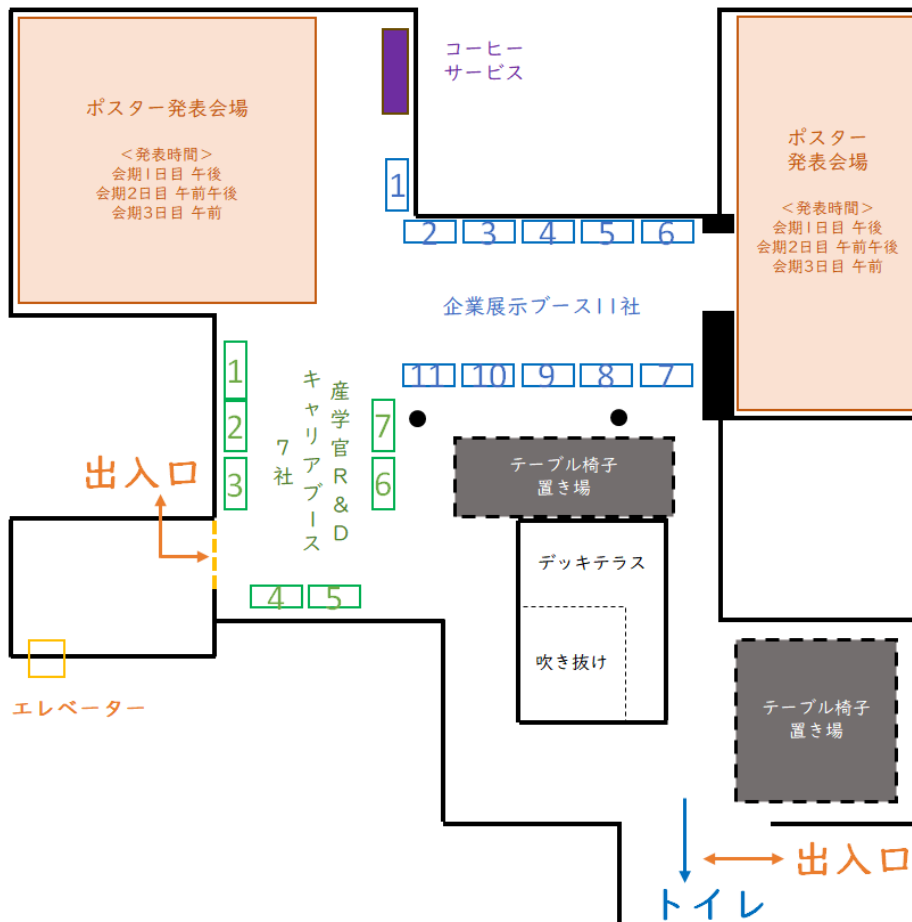 コーヒー
サービス
ポスター発表会場
＜発表時間＞
会期1日目 午後
会期2日目 午前午後
会期3日目 午前
ポスター
発表会場
＜発表時間＞
会期1日目 午後
会期2日目 午前午後
会期3日目 午前
1
2 3 4 5 6
企業展示ブース11社
11 10 9 8 7
1
2
3
産学官R&D
キャリアブース
7社
7
6
4 5
出入口
エレベーター
テーブル椅子
置き場
デッキテラス
吹き抜け
テーブル椅子
置き場
出入口
トイレ